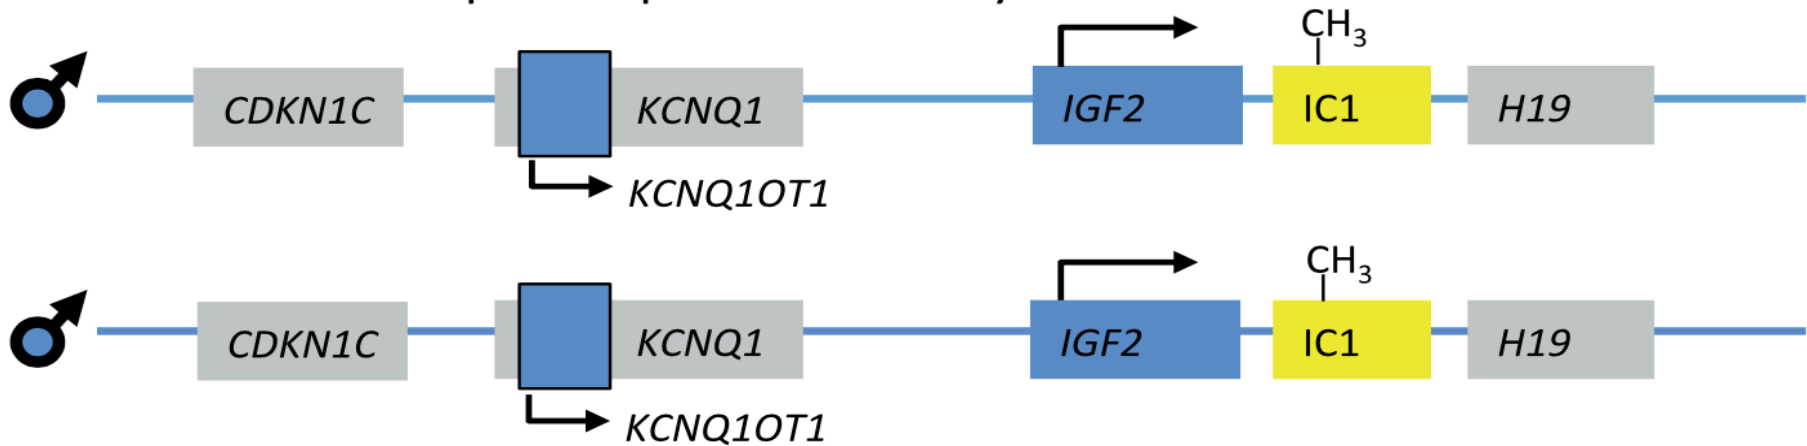 CH3
CDKN1C KCNQ1 IGF2 IC1 H19
KCNQ1OT1
CH3
CDKN1C KCNQ1 IGF2 IC1 H19
KCNQ1OT1